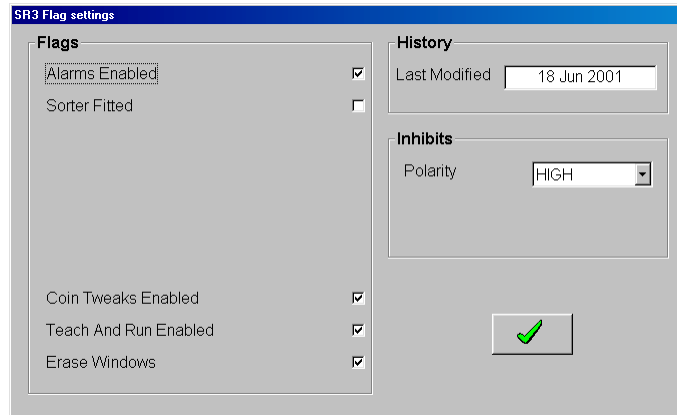 SR3 Flag settings
Flags
Alarms Enabled
Sorter Fitted
Coin Tweaks Enabled
Teach And Run Enabled
Erase Windows
History
Last Modified 18 Jun 2001
Inhibits
Polarity HIGH